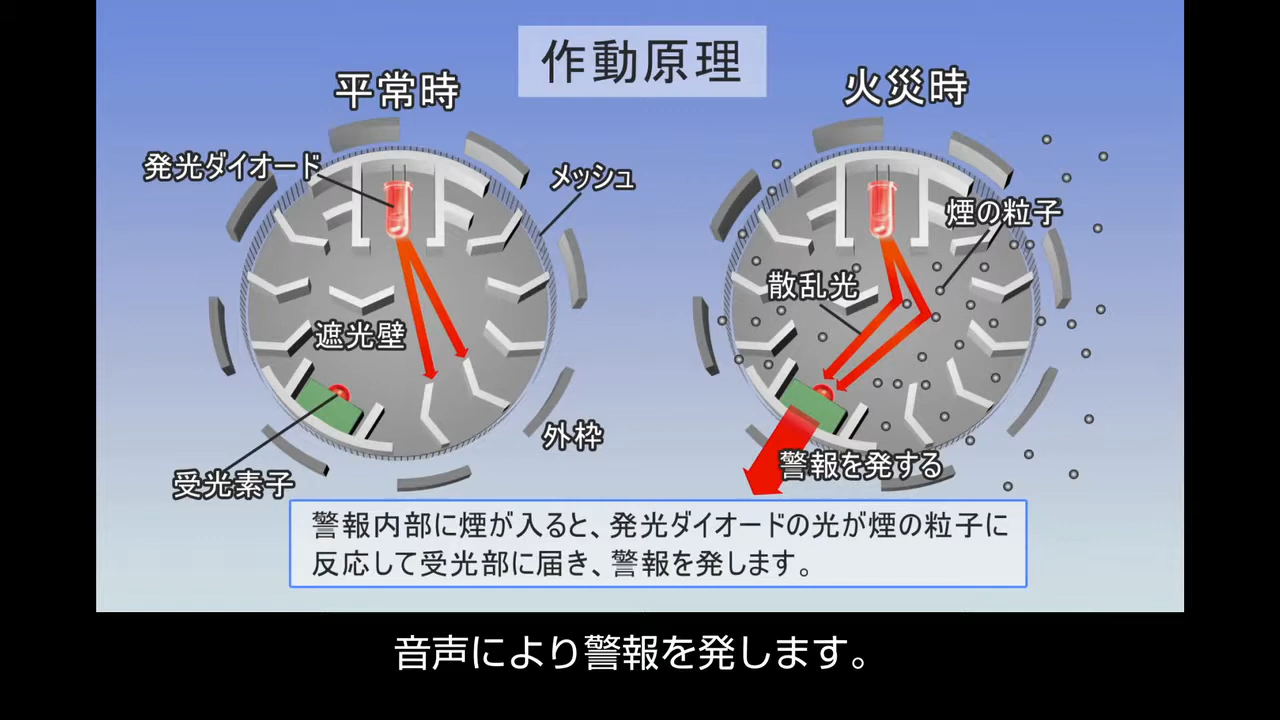 作動原理
平常時
火災時
発光ダイオード
メッシュ
遮光壁
外枠
受光素子
煙の粒子
散乱光
警報を発する
警報内部に煙が入ると、発光ダイオードの光が煙の粒子に
反応して受光部に届き、警報を発します。
音声により警報を発します。